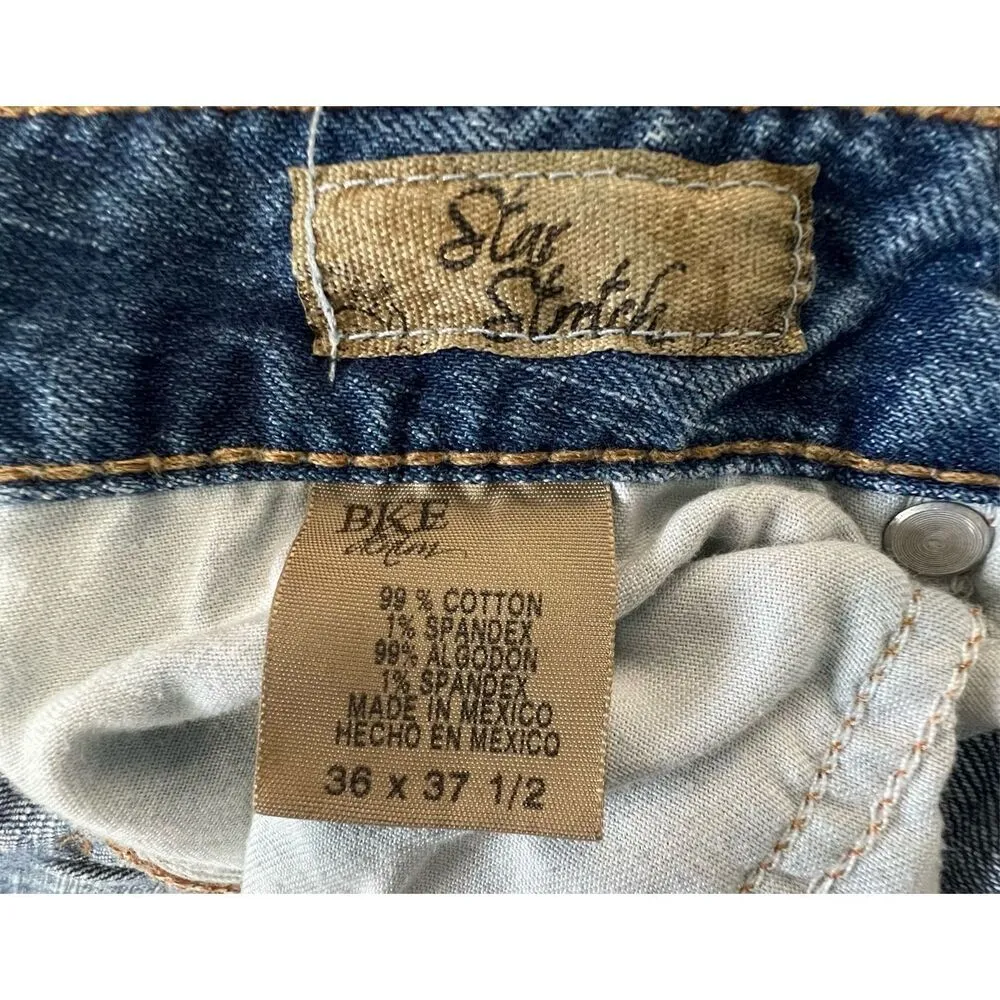 Star
Stretch
BKE
denim
99 % COTTON
1% SPANDEX
99% ALGODON
1% SPANDEX
MADE IN MEXICO
HECHO EN MEXICO
36 x 37 1/2